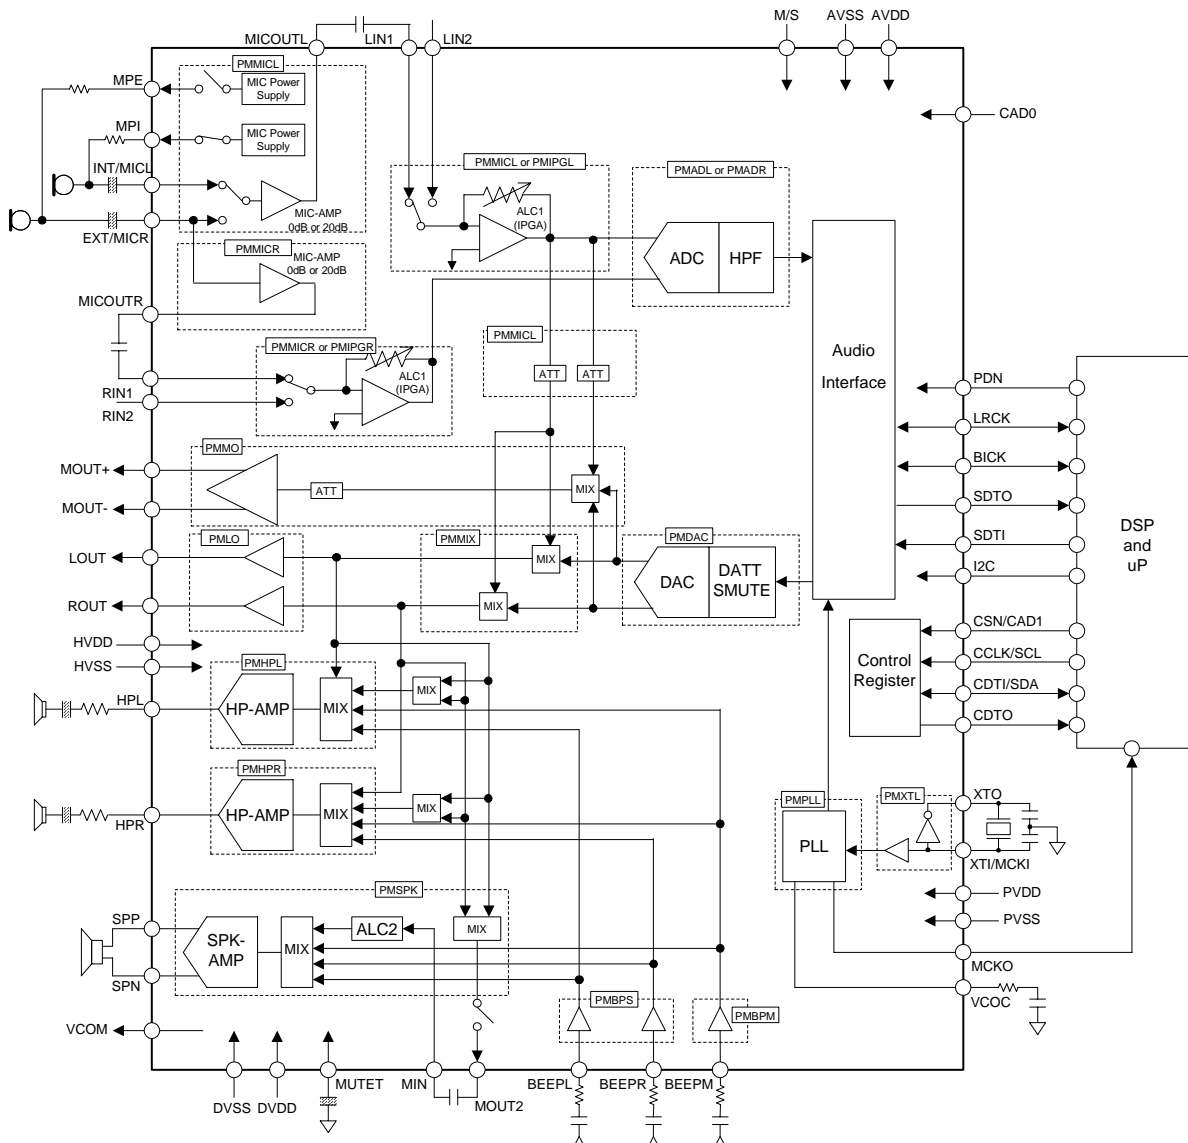 M/S AVSS AVDD
MICOUTL LIN1 LIN2
PMMICL
MPE
MIC Power
Supply
CAD0
MPI
MIC Power
Supply
INT/MICL
PMMICL or PMIPGL
PMADL or PMADR
MIC-AMP
0dB or 20dB
ALC1
(IPGA)
EXT/MICR
PMMICR
MIC-AMP
0dB or 20dB
ADC HPF
MICOUTR
PMMICL
PMMICR or PMIPGR
Audio
Interface
ATT ATT
ALC1
(IPGA)
RIN1
RIN2
PDN
LRCK
PMMO
MOUT+
BICK
ATT
MIX
MOUT-
SDTO
DSP
and
uP
PMLO
PMMIX
PMDAC
SDTI
LOUT
MIX
DAC
DATT
SMUTE
I2C
ROUT
MIX
HVDD
HVSS
CSN/CAD1
CCLK/SCL
Control
Register
CDTI/SDA
CDTO
PMHPL
HPL
HP-AMP
MIX
MIX
PMHPR
HPR
HP-AMP
MIX
MIX
PMPLL
PMXTL
XTO
PLL
XTI/MCKI
PMSPK
PVDD
PVSS
SPP
SPK-
AMP
MIX
ALC2
MIX
SPN
MCKO
VCOC
PMBPS
PMBPM
VCOM
DVSS DVDD
MUTET
MIN
MOUT2
BEEPL BEEPR BEEPM